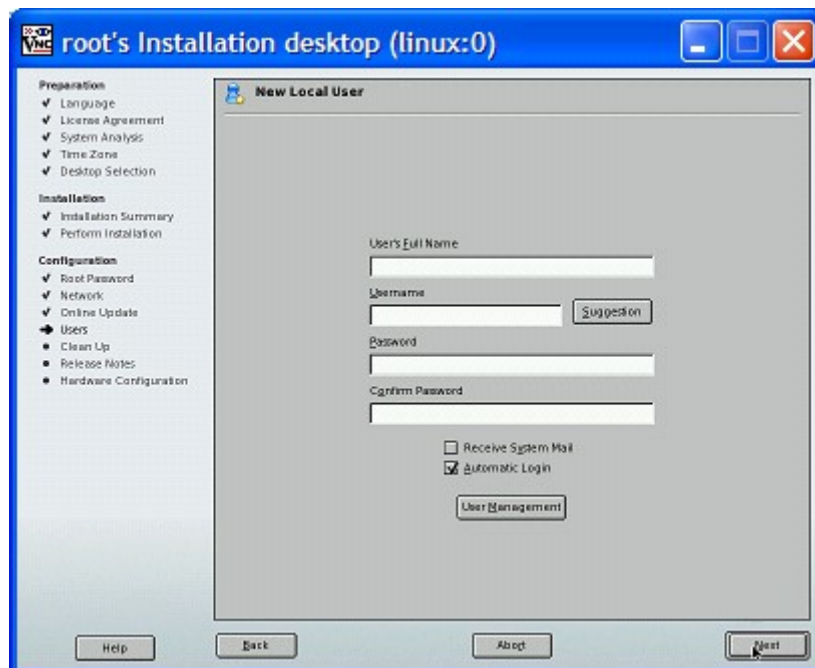 VNC root's Installation desktop (linux:0)
Preparation
Language
License Agreement
System Analysis
Time Zone
Desktop Selection
Installation
Installation Summary
Perform Installation
Configuration
Root Password
Network
Online Update
Users
Clean Up
Release Notes
Hardware Configuration
New Local User
User's Full Name
Username
Suggestion
Password
Confirm Password
Receive System Mail
Automatic Login
User Management
Help
Back
Abort
Next